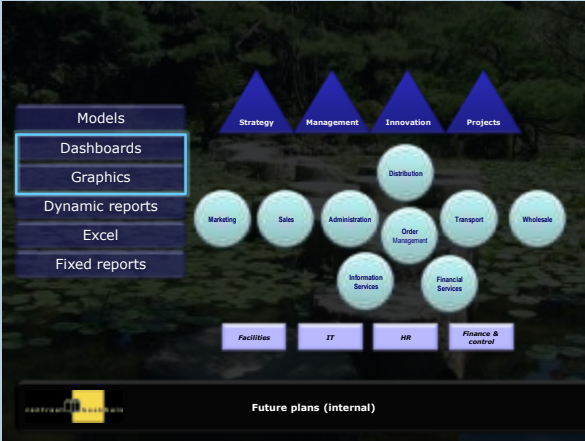 Models
Dashboards
Graphics
Dynamic reports
Excel
Fixed reports
Strategy
Management
Innovation
Projects
Distribution
Marketing
Sales
Administration
Order
Management
Transport
Wholesale
Information
Services
Financial
Services
Facilities
IT
HR
Finance &
control
Future plans (internal)